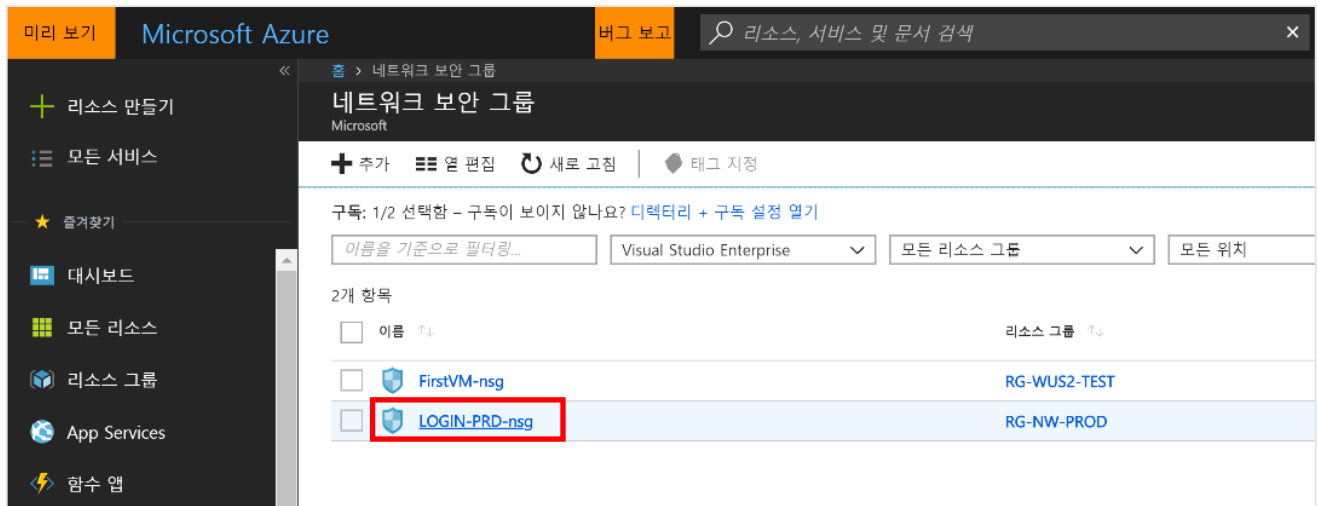 미리 보기
Microsoft Azure
버그 보고
리소스, 서비스 및 문서 검색
리소스 만들기
모든 서비스
즐겨찾기
대시보드
모든 리소스
리소스 그룹
App Services
함수 앱
홈 > 네트워크 보안 그룹
네트워크 보안 그룹
Microsoft
추가 열 편집 새로 고침 태그 지정
구독: 1/2 선택함 – 구독이 보이지 않나요? 디렉터리 + 구독 설정 열기
이름을 기준으로 필터링... Visual Studio Enterprise 모든 리소스 그룹 모든 위치
2개 항목
이름 리소스 그룹
FirstVM-nsg RG-WUS2-TEST
LOGIN-PRD-nsg RG-NW-PROD